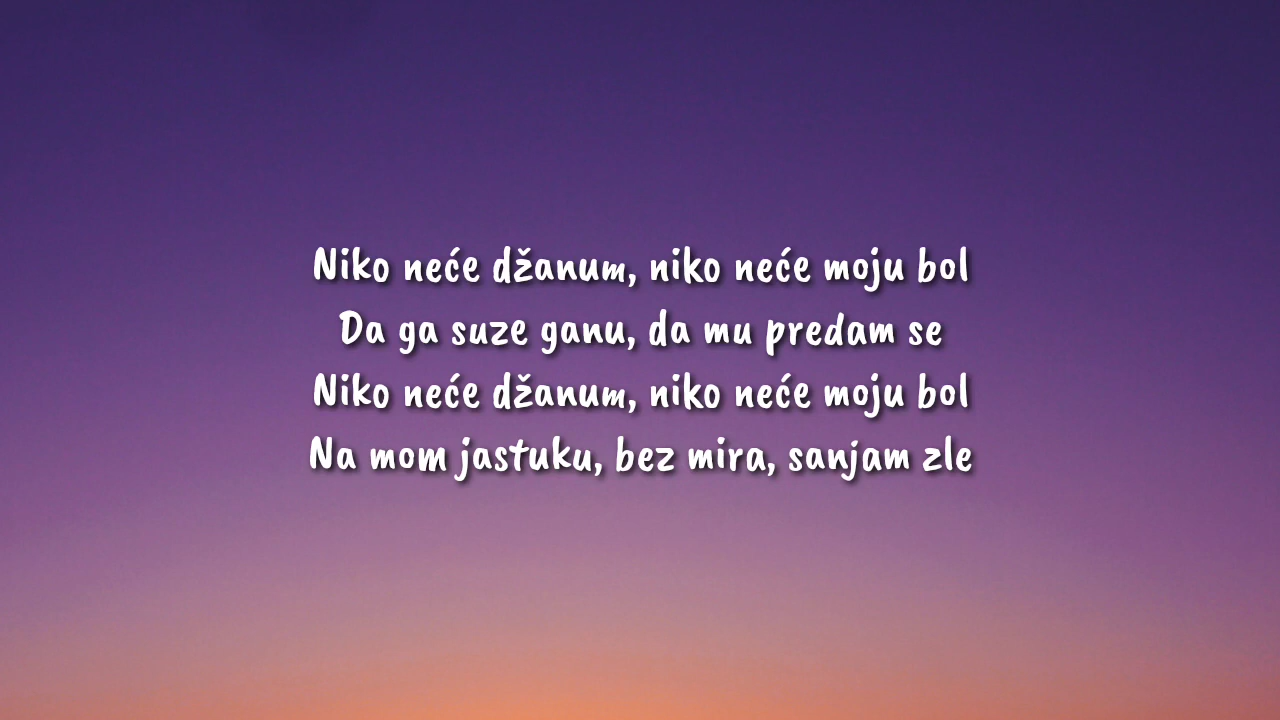 Niko neće džanum, niko neće moju bol
Da ga suze ganu, da mu predam se
Niko neće džanum, niko neće moju bol
Na mom jastuku, bez mira, sanjam zle